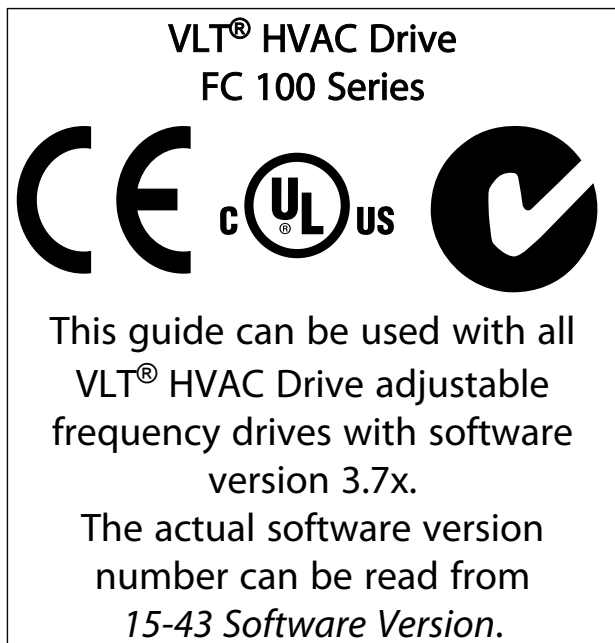 VLT® HVAC Drive
FC 100 Series
CE c UL® US
This guide can be used with all
VLT® HVAC Drive adjustable
frequency drives with software
version 3.7x.
The actual software version
number can be read from
15-43 Software Version.